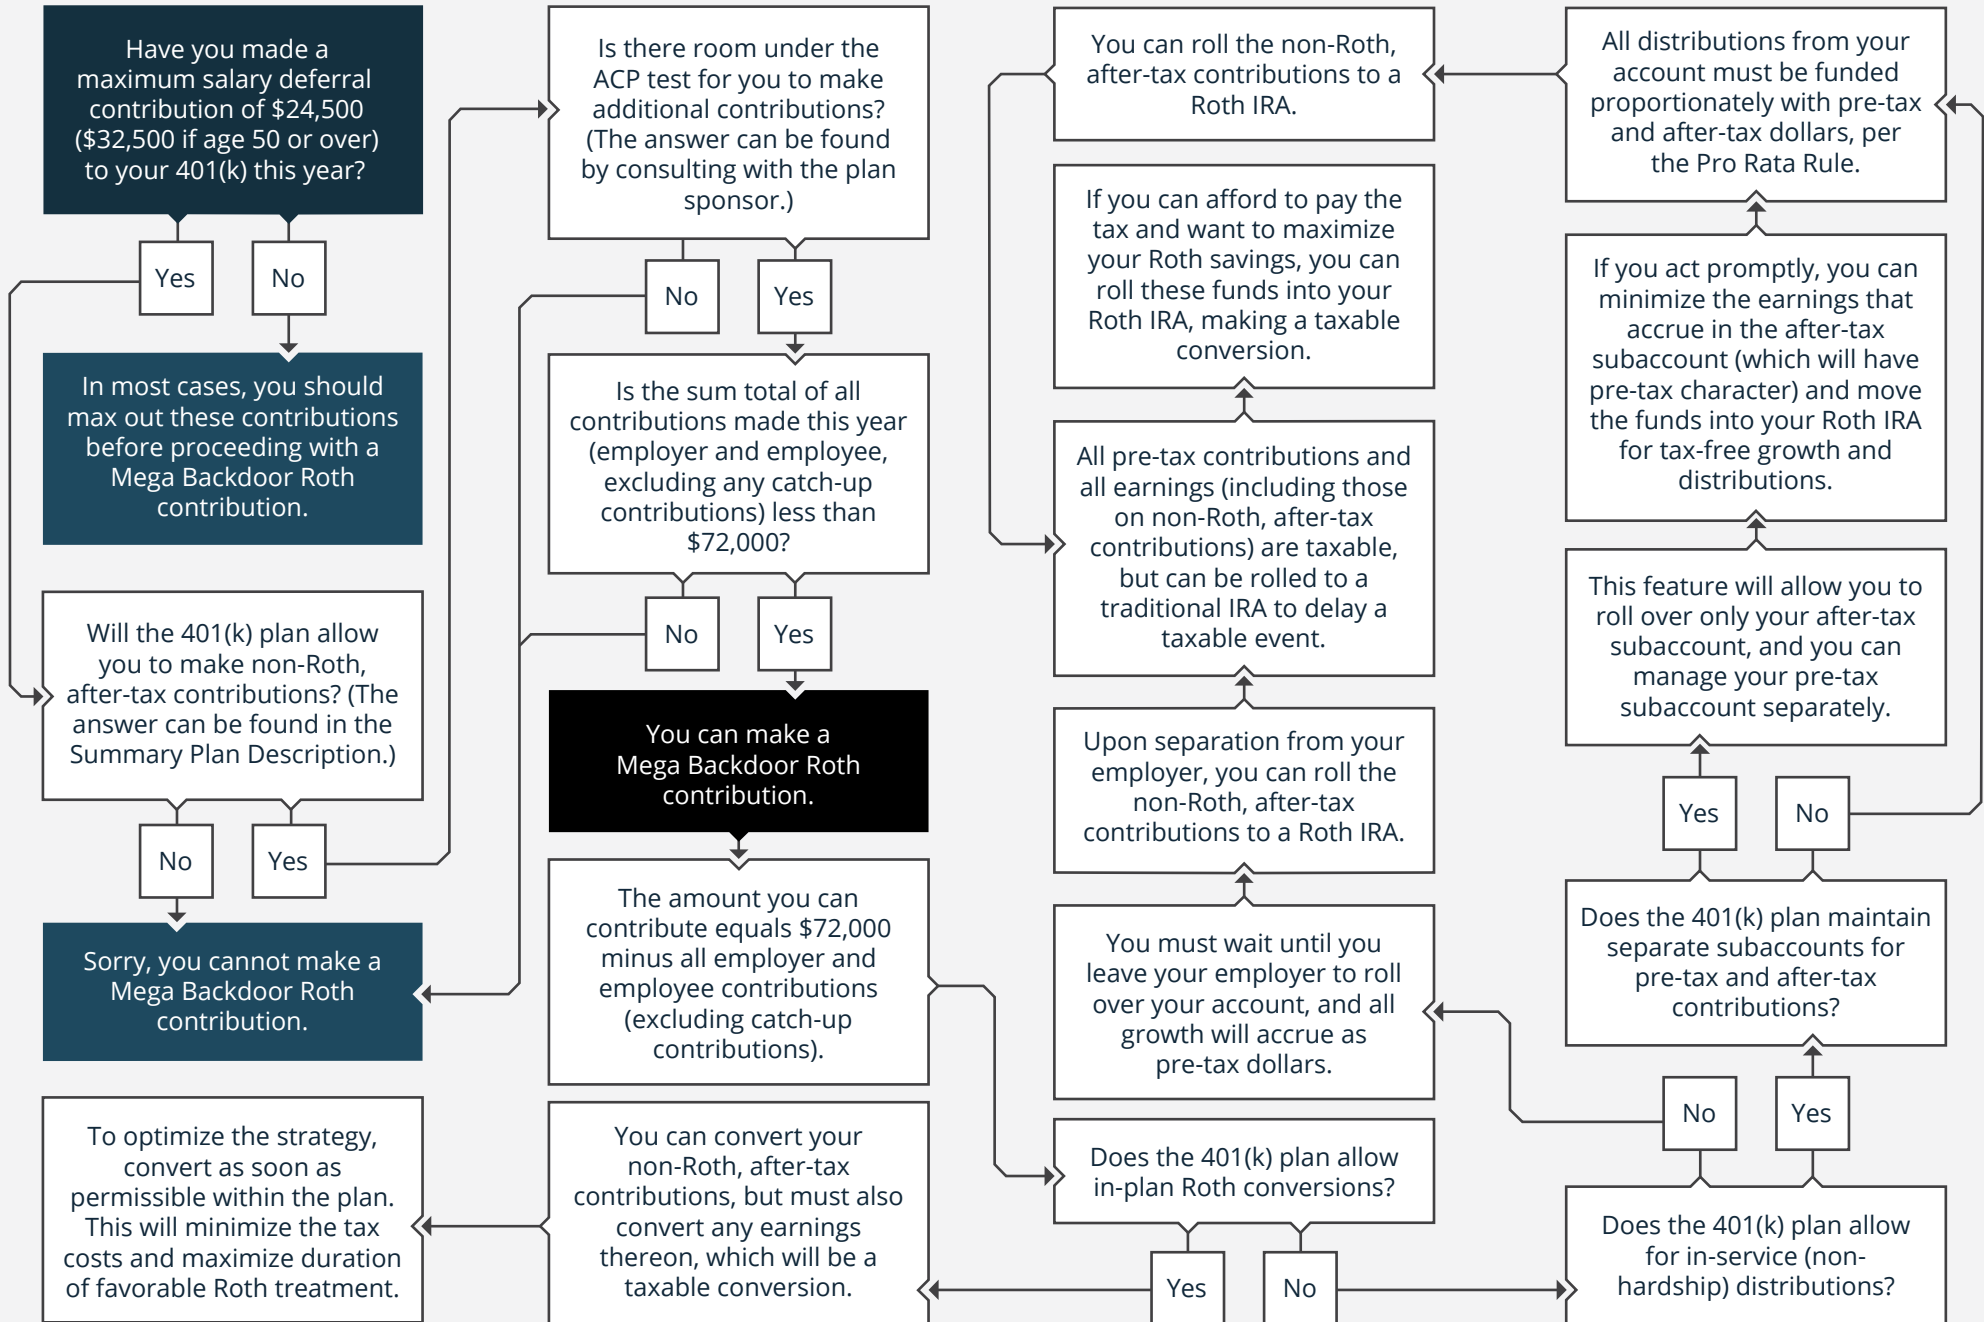 Have you made a
maximum salary deferral
contribution of $24,500
($32,500 if age 50 or over)
to your 401(k) this year?
Yes
No
In most cases, you should
max out these contributions
before proceeding with a
Mega Backdoor Roth
contribution.
Will the 401(k) plan allow
you to make non-Roth,
after-tax contributions? (The
answer can be found in the
Summary Plan Description.)
No
Yes
Sorry, you cannot make a
Mega Backdoor Roth
contribution.
To optimize the strategy,
convert as soon as
permissible within the plan.
This will minimize the tax
costs and maximize duration
of favorable Roth treatment.
Is there room under the
ACP test for you to make
additional contributions?
(The answer can be found
by consulting with the plan
sponsor.)
No
Yes
Is the sum total of all
contributions made this year
(employer and employee,
excluding any catch-up
contributions) less than
$72,000?
No
Yes
You can make a
Mega Backdoor Roth
contribution.
The amount you can
contribute equals $72,000
minus all employer and
employee contributions
(excluding catch-up
contributions).
You can convert your
non-Roth, after-tax
contributions, but must also
convert any earnings
thereon, which will be a
taxable conversion.
You can roll the non-Roth,
after-tax contributions to a
Roth IRA.
If you can afford to pay the
tax and want to maximize
your Roth savings, you can
roll these funds into your
Roth IRA, making a taxable
conversion.
All pre-tax contributions and
all earnings (including those
on non-Roth, after-tax
contributions) are taxable,
but can be rolled to a
traditional IRA to delay a
taxable event.
Upon separation from your
employer, you can roll the
non-Roth, after-tax
contributions to a Roth IRA.
You must wait until you
leave your employer to roll
over your account, and all
growth will accrue as
pre-tax dollars.
Does the 401(k) plan allow
in-plan Roth conversions?
Yes
No
All distributions from your
account must be funded
proportionately with pre-tax
and after-tax dollars, per
the Pro Rata Rule.
If you act promptly, you can
minimize the earnings that
accrue in the after-tax
subaccount (which will have
pre-tax character) and move
the funds into your Roth IRA
for tax-free growth and
distributions.
This feature will allow you to
roll over only your after-tax
subaccount, and you can
manage your pre-tax
subaccount separately.
Yes
No
Does the 401(k) plan maintain
separate subaccounts for
pre-tax and after-tax
contributions?
No
Yes
Does the 401(k) plan allow
for in-service (non-
hardship) distributions?